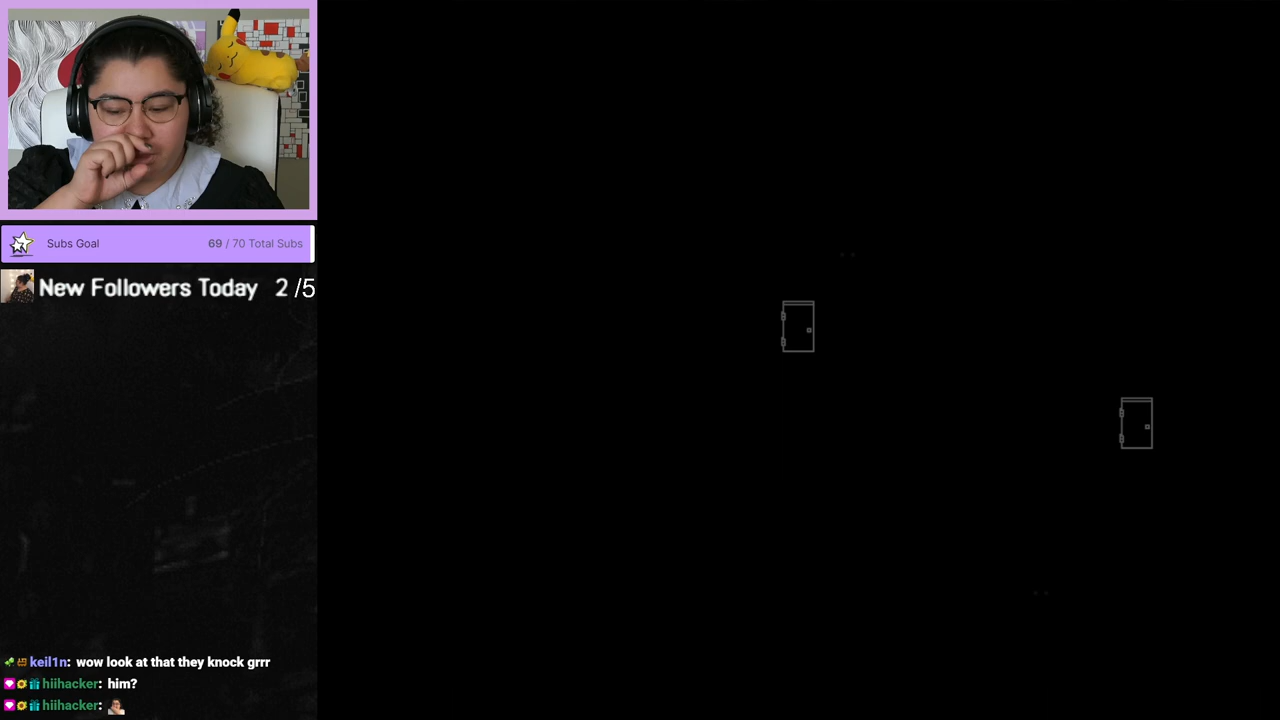 Subs Goal 69 / 70 Total Subs
New Followers Today 2 /5
keil1n: wow look at that they knock grrr
hiihacker: him?
hiihacker: